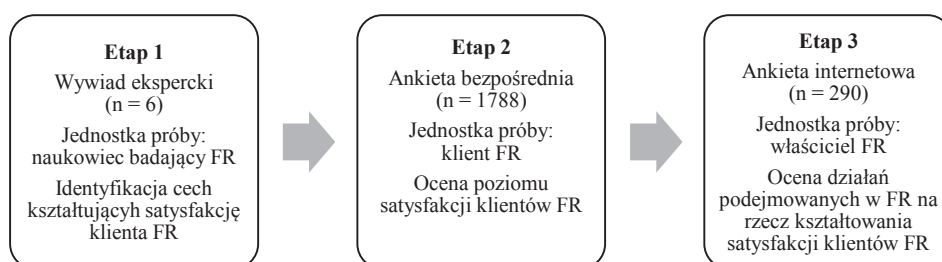 Etap 1
Wywiad ekspercki
(n = 6)
Jednostka próby:
naukowiec badający FR
Identyfikacja cech
kształtującyh satysfakcję
klienta FR
Etap 2
Ankieta bezpośrednia
(n = 1788)
Jednostka próby:
klient FR
Ocena poziomu
satysfakcji klientów FR
Etap 3
Ankieta internetowa
(n = 290)
Jednostka próby:
właściciel FR
Ocena działań
podejmowanych w FR na
rzecz kształtowania
satysfakcji klientów FR